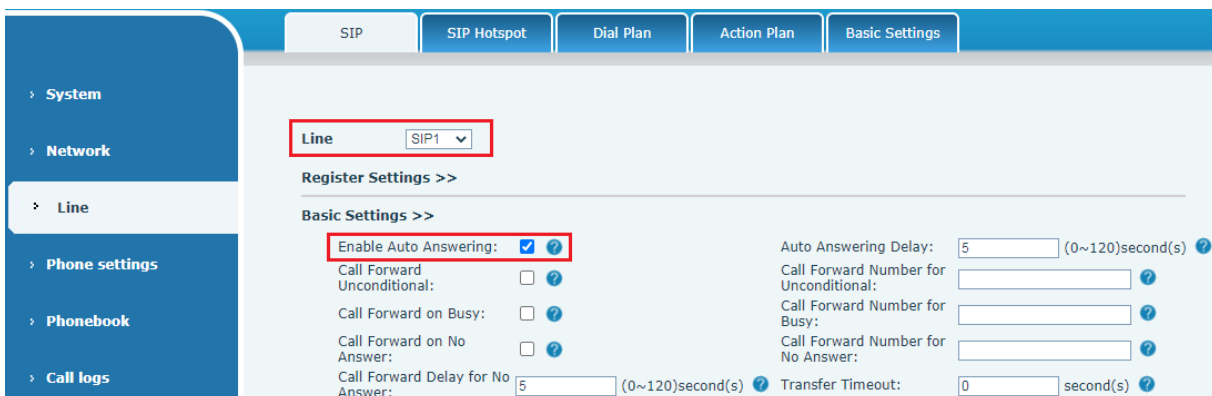 SIP SIP Hotspot Dial Plan Action Plan Basic Settings
› System
› Network
› Line
› Phone settings
› Phonebook
› Call logs
Line SIP1
Register Settings >>
Basic Settings >>
Enable Auto Answering: ? Auto Answering Delay: 5 (0~120)second(s) ?
Call Forward
Unconditional: ?
Call Forward Number for
Unconditional: ?
Call Forward on Busy: ?
Call Forward Number for
Busy: ?
Call Forward on No
Answer: ?
Call Forward Number for
No Answer: ?
Call Forward Delay for No
Answer: 5 (0~120)second(s) ?
Transfer Timeout: 0 second(s) ?